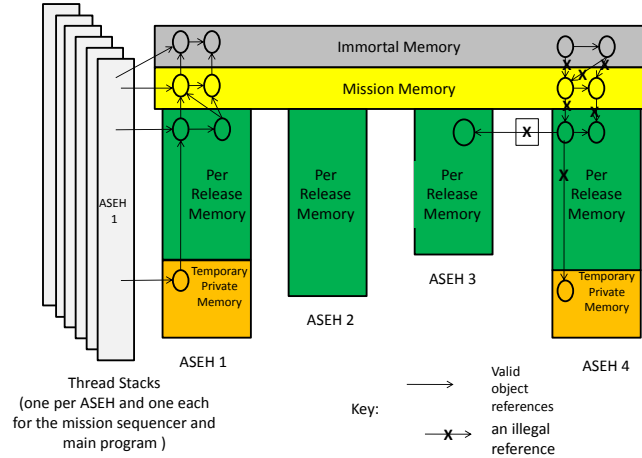 Immortal Memory
X
X
X
Mission Memory
X
X
X
Per
Release
Memory
Per
Release
Memory
Per
Release
Memory
Per
Release
Memory
X
ASEH
1
Temporary
Private
Memory
Temporary
Private
Memory
ASEH 1
ASEH 2
ASEH 3
ASEH 4
Thread Stacks
(one per ASEH and one each
for the mission sequencer and
main program )
Key:
Valid
object
references
X
an illegal
reference